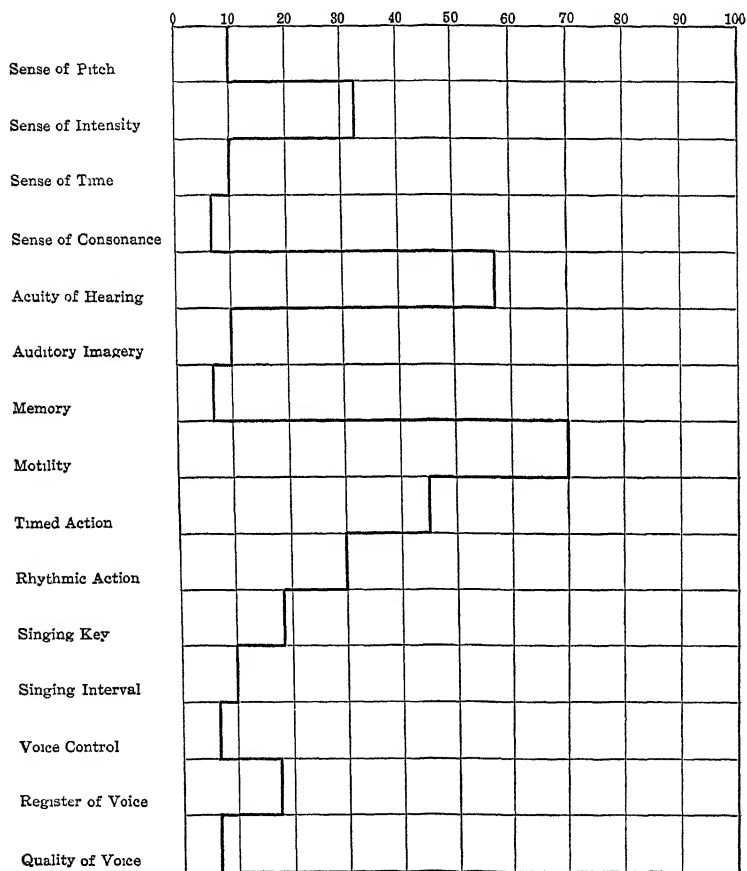 0 10 20 30 40 50 60 70 80 90 100
Sense of Pitch
Sense of Intensity
Sense of Time
Sense of Consonance
Acuity of Hearing
Auditory Imagery
Memory
Motility
Timed Action
Rhythmic Action
Singing Key
Singing Interval
Voice Control
Register of Voice
Quality of Voice